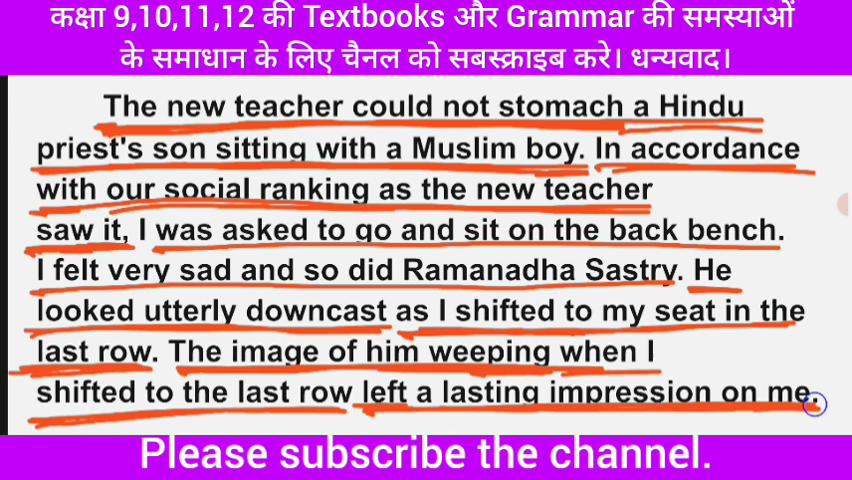 कक्षा 9,10,11,12 की Textbooks और Grammar की समस्याओं
के समाधान के लिए चैनल को सबस्क्राइब करे। धन्यवाद।
The new teacher could not stomach a Hindu
priest's son sitting with a Muslim boy. In accordance
with our social ranking as the new teacher
saw it, I was asked to go and sit on the back bench.
I felt very sad and so did Ramanadha Sastry. He
looked utterly downcast as I shifted to my seat in the
last row. The image of him weeping when I
shifted to the last row left a lasting impression on me.
Please subscribe the channel.